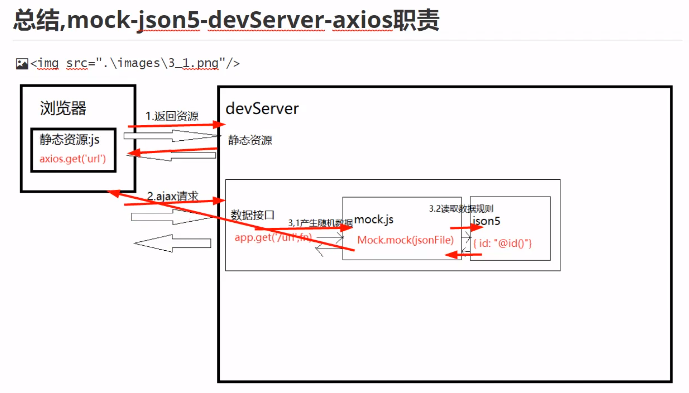 总结,mock-json5-devServer-axios职责
<img src=".\images\3_1.png"/>
浏览器
静态资源:js
axios.get('url')
1.返回资源
2.ajax请求
devServer
静态资源
数据接口
app.get('/url',fn)
3,1产生随机数据
mock.js
Mock.mock(jsonFile)
3.2读取数据规则
json5
( id: "@id()")